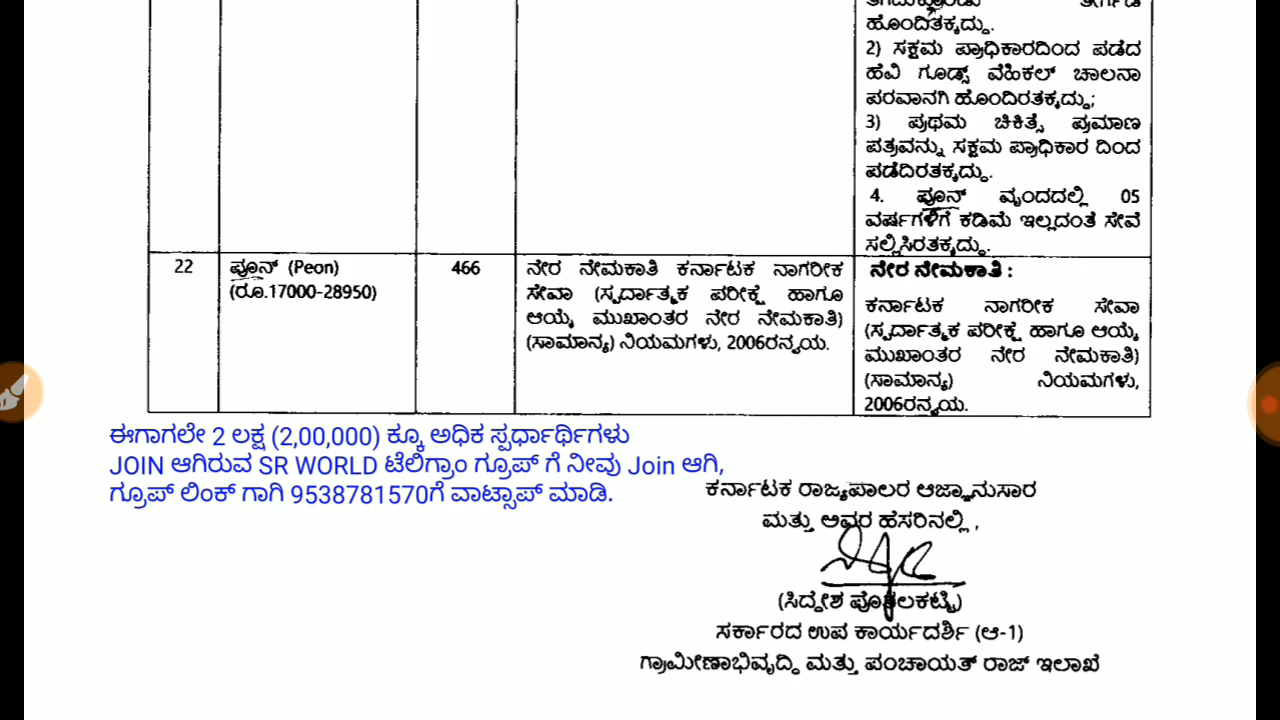 ಹೊಂದಿತಕ್ಕದ್ದು.
2) ಸಕ್ಷಮ ಪ್ರಾಧಿಕಾರದಿಂದ ಪಡೆದ
ಹೆವಿ ಗೂಡ್ಸ್ ವೆಹಿಕಲ್ ಚಾಲನಾ
ಪರವಾನಗಿ ಹೊಂದಿರತಕ್ಕದ್ದು;
3) ಪ್ರಥಮ ಚಿಕಿತ್ಸೆ ಪ್ರಮಾಣ
ಪತ್ರವನ್ನು ಸಕ್ಷಮ ಪ್ರಾಧಿಕಾರ ದಿಂದ
ಪಡೆದಿರತಕ್ಕದ್ದು.
4. ಪ್ಯೂನ್ ವೃಂದದಲ್ಲಿ 05
ವರ್ಷಗಳಿಗೆ ಕಡಿಮೆ ಇಲ್ಲದಂತೆ ಸೇವೆ
ಸಲ್ಲಿಸಿರತಕ್ಕದ್ದು.
22
ಪ್ಯೂನ್ (Peon)
(ರೂ.17000-28950)
466
ನೇರ ನೇಮಕಾತಿ ಕರ್ನಾಟಕ ನಾಗರೀಕ
ಸೇವಾ (ಸ್ಪರ್ದಾತ್ಮಕ ಪರೀಕ್ಷೆ ಹಾಗೂ
ಆಯ್ಕೆ ಮುಖಾಂತರ ನೇರ ನೇಮಕಾತಿ)
(ಸಾಮಾನ್ಯ) ನಿಯಮಗಳು, 2006ರನ್ವಯ.
ನೇರ ನೇಮಕಾತಿ :
ಕರ್ನಾಟಕ ನಾಗರೀಕ ಸೇವಾ
(ಸ್ಪರ್ದಾತ್ಮಕ ಪರೀಕ್ಷೆ ಹಾಗೂ ಆಯ್ಕೆ
ಮುಖಾಂತರ ನೇರ ನೇಮಕಾತಿ)
(ಸಾಮಾನ್ಯ) ನಿಯಮಗಳು,
2006ರನ್ವಯ.
ಈಗಾಗಲೇ 2 ಲಕ್ಷ (2,00,000) ಕ್ಕೂ ಅಧಿಕ ಸ್ಪರ್ಧಾರ್ಥಿಗಳು
JOIN ಆಗಿರುವ SR WORLD ಟೆಲಿಗ್ರಾಂ ಗ್ರೂಪ್ ಗೆ ನೀವು Join ಆಗಿ,
ಗ್ರೂಪ್ ಲಿಂಕ್ ಗಾಗಿ 9538781570ಗೆ ವಾಟ್ಸಾಪ್ ಮಾಡಿ.
ಕರ್ನಾಟಕ ರಾಜ್ಯಪಾಲರ ಆಜ್ಞಾನುಸಾರ
ಮತ್ತು ಅವರ ಹೆಸರಿನಲ್ಲಿ,
(ಸಿದ್ದೇಶ ಪೊತಲಕಟ್ಟಿ)
ಸರ್ಕಾರದ ಉಪ ಕಾರ್ಯದರ್ಶಿ (ಆ-1)
ಗ್ರಾಮೀಣಾಭಿವೃದ್ಧಿ ಮತ್ತು ಪಂಚಾಯತ್ ರಾಜ್ ಇಲಾಖೆ